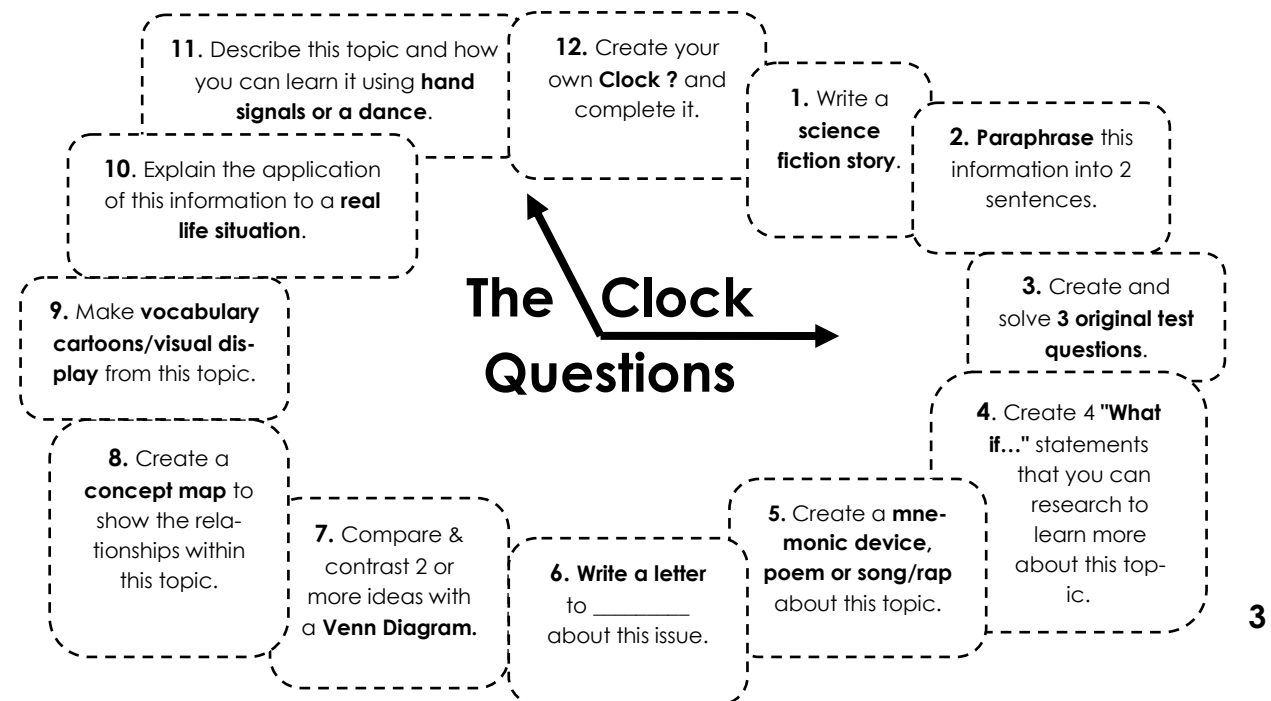 11. Describe this topic and how
you can learn it using hand
signals or a dance.
12. Create your
own Clock ? and
complete it.
1. Write a
science
fiction story.
2. Paraphrase this
information into 2
sentences.
10. Explain the application
of this information to a real
life situation.
3. Create and
solve 3 original test
questions.
The Clock
Questions
9. Make vocabulary
cartoons/visual dis-
play from this topic.
4. Create 4 "What
if…" statements
that you can
research to
learn more
about this top-
ic.
8. Create a
concept map to
show the rela-
tionships within
this topic.
7. Compare &
contrast 2 or
more ideas with
a Venn Diagram.
6. Write a letter
to _________
about this issue.
5. Create a mne-
monic device,
poem or song/rap
about this topic.
3